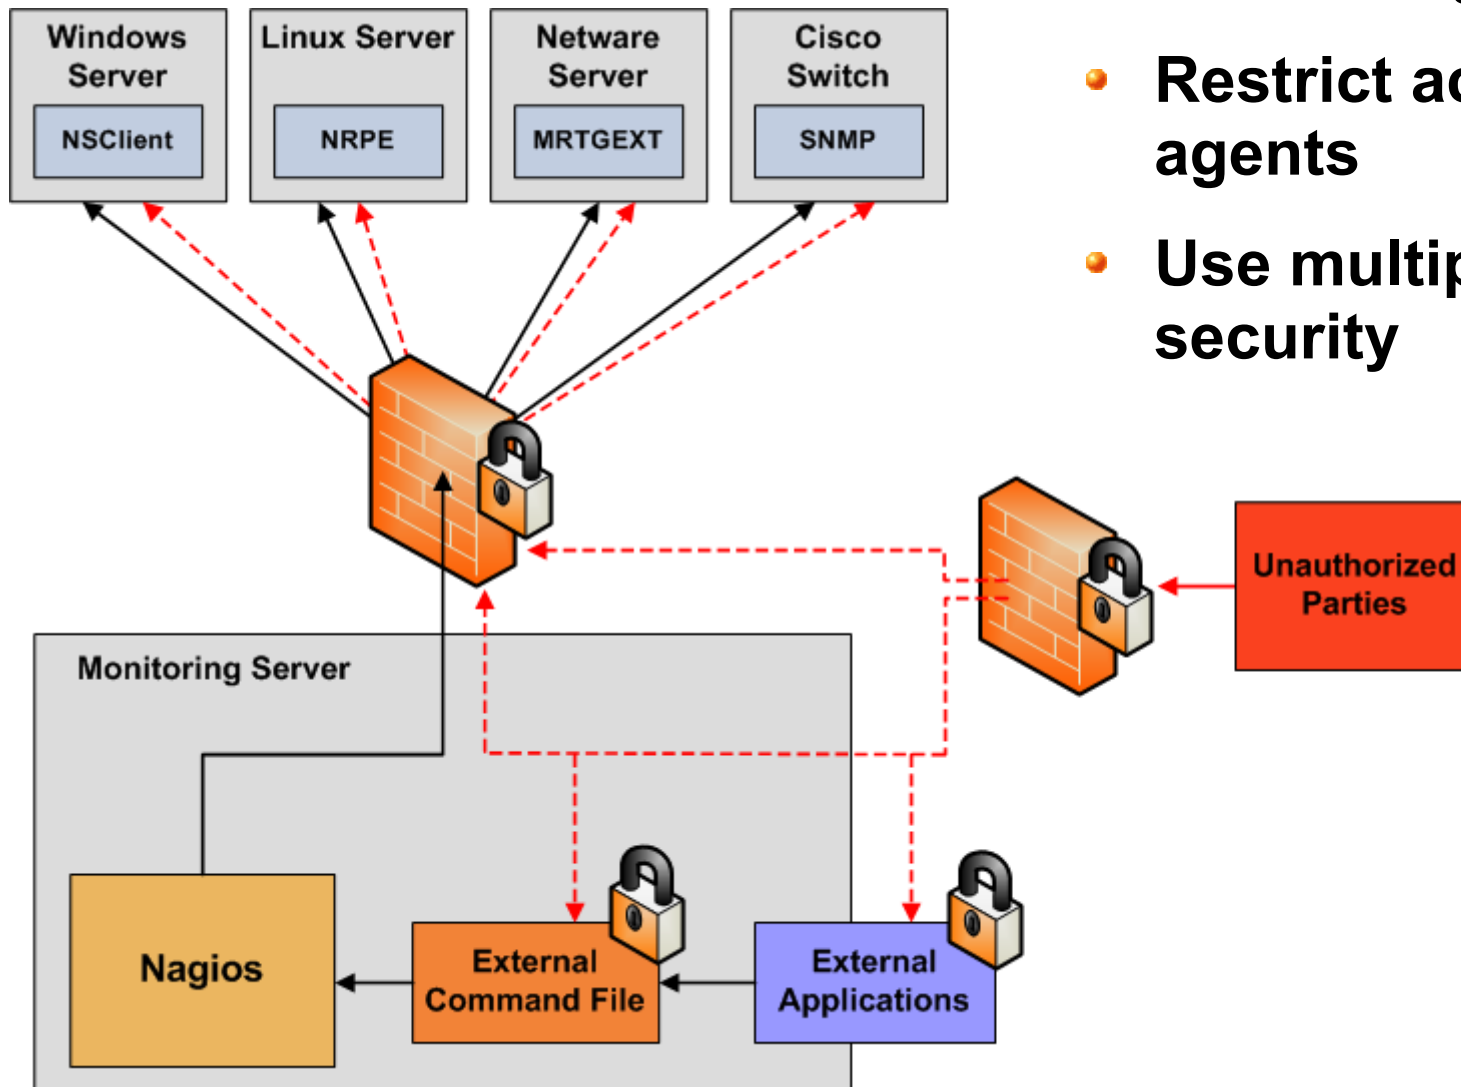 Windows
Server
NSClient
Linux Server
NRPE
Netware
Server
MRTGEXT
Cisco
Switch
SNMP
Restrict
agents
Use
security
Unauthorized
Parties
Monitoring Server
Nagios
External
Command File
External
Applications